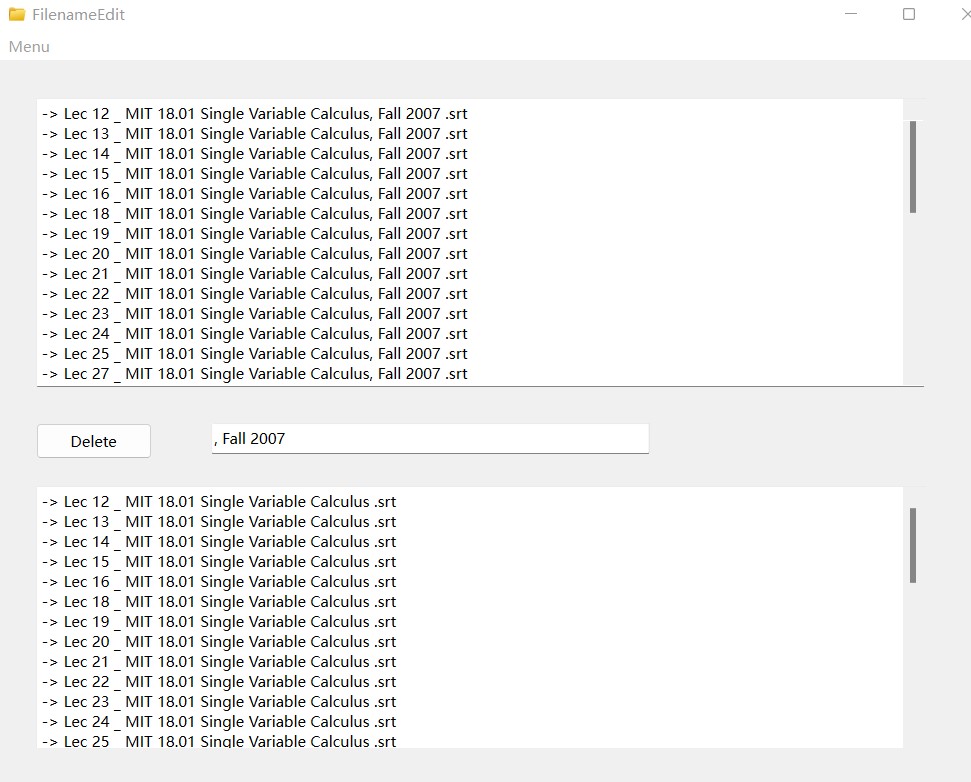 FilenameEdit
Menu
-> Lec 12 _ MIT 18.01 Single Variable Calculus, Fall 2007 .srt
-> Lec 13 _ MIT 18.01 Single Variable Calculus, Fall 2007 .srt
-> Lec 14 _ MIT 18.01 Single Variable Calculus, Fall 2007 .srt
-> Lec 15 _ MIT 18.01 Single Variable Calculus, Fall 2007 .srt
-> Lec 16 _ MIT 18.01 Single Variable Calculus, Fall 2007 .srt
-> Lec 18 _ MIT 18.01 Single Variable Calculus, Fall 2007 .srt
-> Lec 19 _ MIT 18.01 Single Variable Calculus, Fall 2007 .srt
-> Lec 20 _ MIT 18.01 Single Variable Calculus, Fall 2007 .srt
-> Lec 21 _ MIT 18.01 Single Variable Calculus, Fall 2007 .srt
-> Lec 22 _ MIT 18.01 Single Variable Calculus, Fall 2007 .srt
-> Lec 23 _ MIT 18.01 Single Variable Calculus, Fall 2007 .srt
-> Lec 24 _ MIT 18.01 Single Variable Calculus, Fall 2007 .srt
-> Lec 25 _ MIT 18.01 Single Variable Calculus, Fall 2007 .srt
-> Lec 27 _ MIT 18.01 Single Variable Calculus, Fall 2007 .srt
Delete
, Fall 2007
-> Lec 12 _ MIT 18.01 Single Variable Calculus .srt
-> Lec 13 _ MIT 18.01 Single Variable Calculus .srt
-> Lec 14 _ MIT 18.01 Single Variable Calculus .srt
-> Lec 15 _ MIT 18.01 Single Variable Calculus .srt
-> Lec 16 _ MIT 18.01 Single Variable Calculus .srt
-> Lec 18 _ MIT 18.01 Single Variable Calculus .srt
-> Lec 19 _ MIT 18.01 Single Variable Calculus .srt
-> Lec 20 _ MIT 18.01 Single Variable Calculus .srt
-> Lec 21 _ MIT 18.01 Single Variable Calculus .srt
-> Lec 22 _ MIT 18.01 Single Variable Calculus .srt
-> Lec 23 _ MIT 18.01 Single Variable Calculus .srt
-> Lec 24 _ MIT 18.01 Single Variable Calculus .srt
-> Lec 25 MIT 18.01 Single Variable Calculus .srt